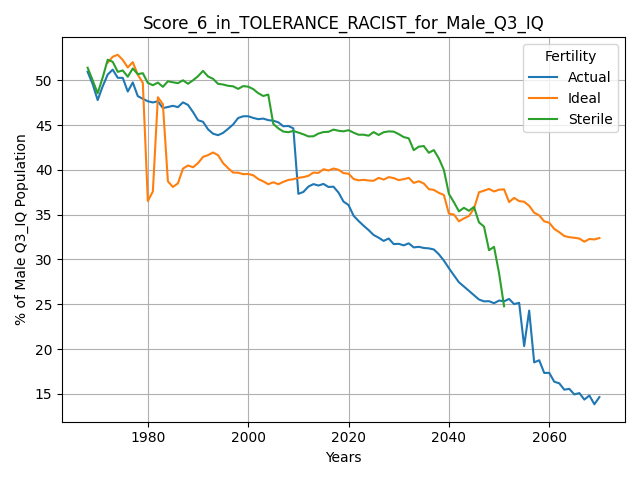 Score_6_in_TOLERANCE_RACIST_for_Male_Q3_IQ
Fertility
Actual
Ideal
Sterile
% of Male Q3_IQ Population
50
45
40
35
30
25
20
15
1980
2000
2020
2040
2060
Years